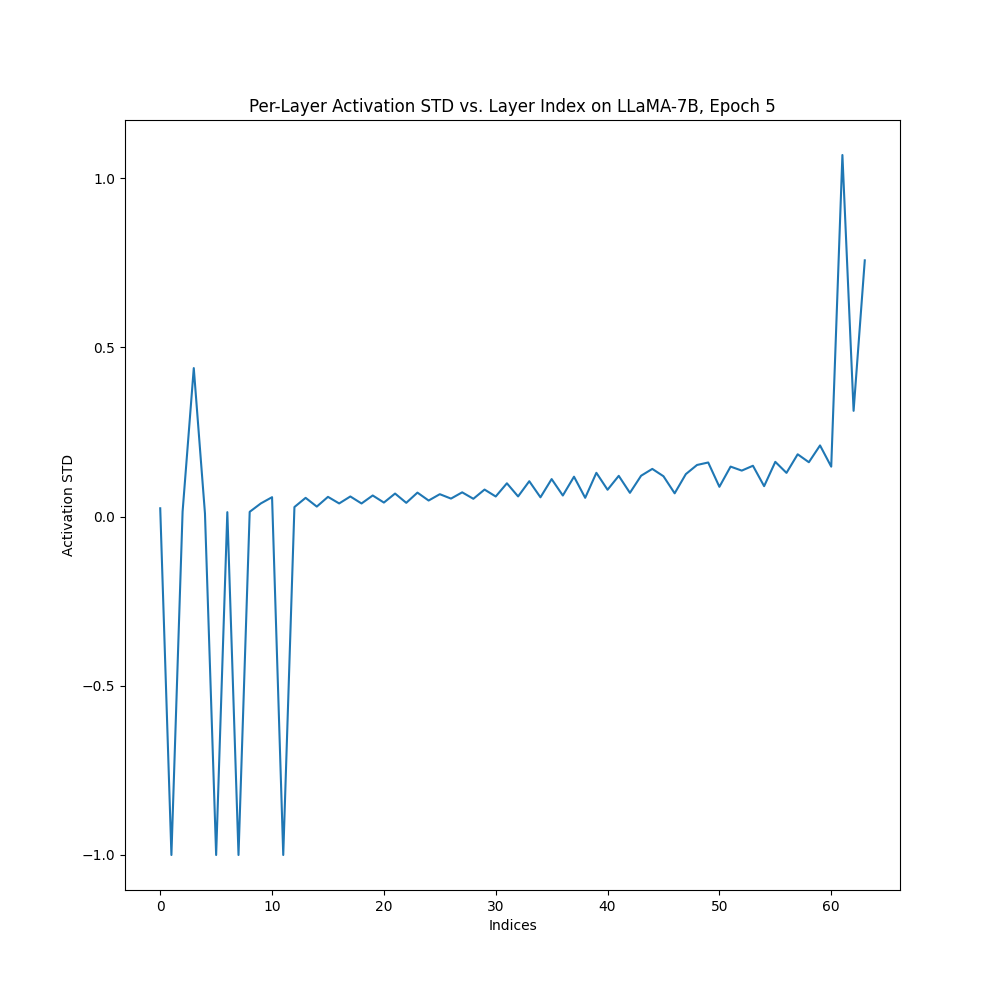 Per-Layer Activation STD vs. Layer Index on LLaMA-7B, Epoch 5
1.0
0.5
0.0
−0.5
−1.0
Activation STD
0 10 20 30 40 50 60
Indices